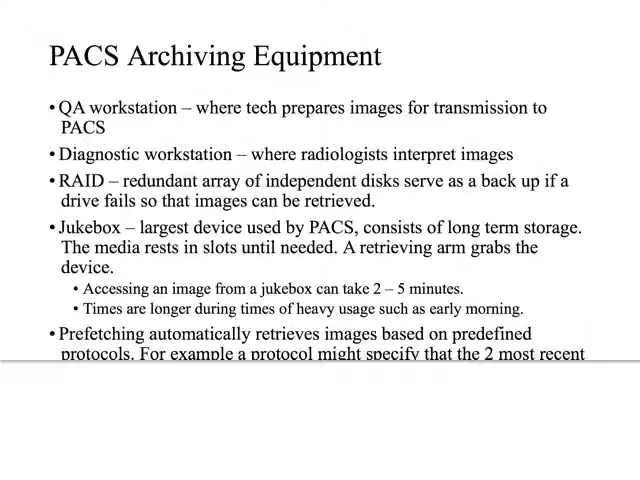 PACS Archiving Equipment
• QA workstation – where tech prepares images for transmission to
PACS
• Diagnostic workstation – where radiologists interpret images
• RAID – redundant array of independent disks serve as a back up if a
drive fails so that images can be retrieved.
• Jukebox – largest device used by PACS, consists of long term storage.
The media rests in slots until needed. A retrieving arm grabs the
device.
• Accessing an image from a jukebox can take 2 – 5 minutes.
• Times are longer during times of heavy usage such as early morning.
• Prefetching automatically retrieves images based on predefined
protocols. For example a protocol might specify that the 2 most recent